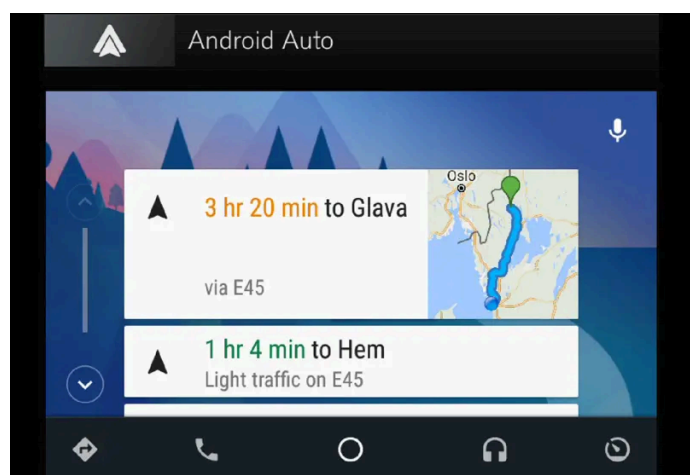 Android Auto
Oslo
3 hr 20 min to Glava
via E45
1 hr 4 min to Hem
Light traffic on E45